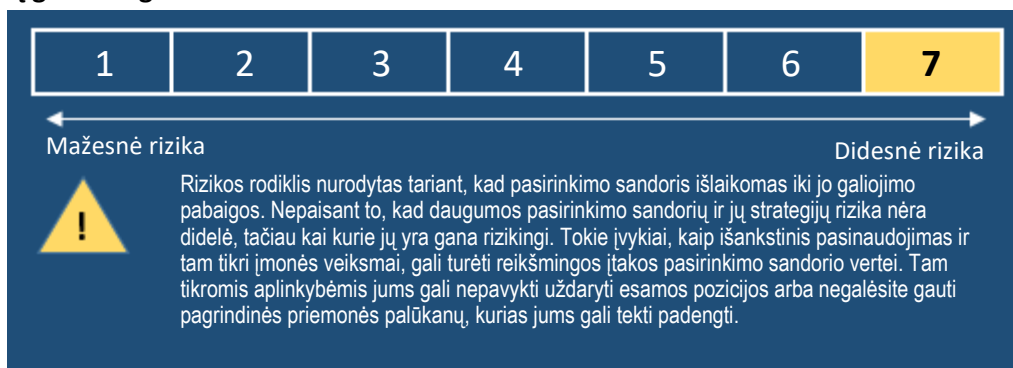 1 2 3 4 5 6 7
Mažesnė rizika
Didesnė rizika
!
Rizikos rodiklis nurodytas tariant, kad pasirinkimo sandoris išlaikomas iki jo galiojimo
pabaigos. Nepaisant to, kad daugumos pasirinkimo sandorių ir jų strategijų rizika nėra
didelė, tačiau kai kurie jų yra gana rizikingi. Tokie įvykiai, kaip išankstinis pasinaudojimas ir
tam tikri įmonės veiksmai, gali turėti reikšmingos įtakos pasirinkimo sandorio vertei. Tam
tikromis aplinkybėmis jums gali nepavykti uždaryti esamos pozicijos arba negalėsite gauti
pagrindinės priemonės palūkanų, kurias jums gali tekti padengti.